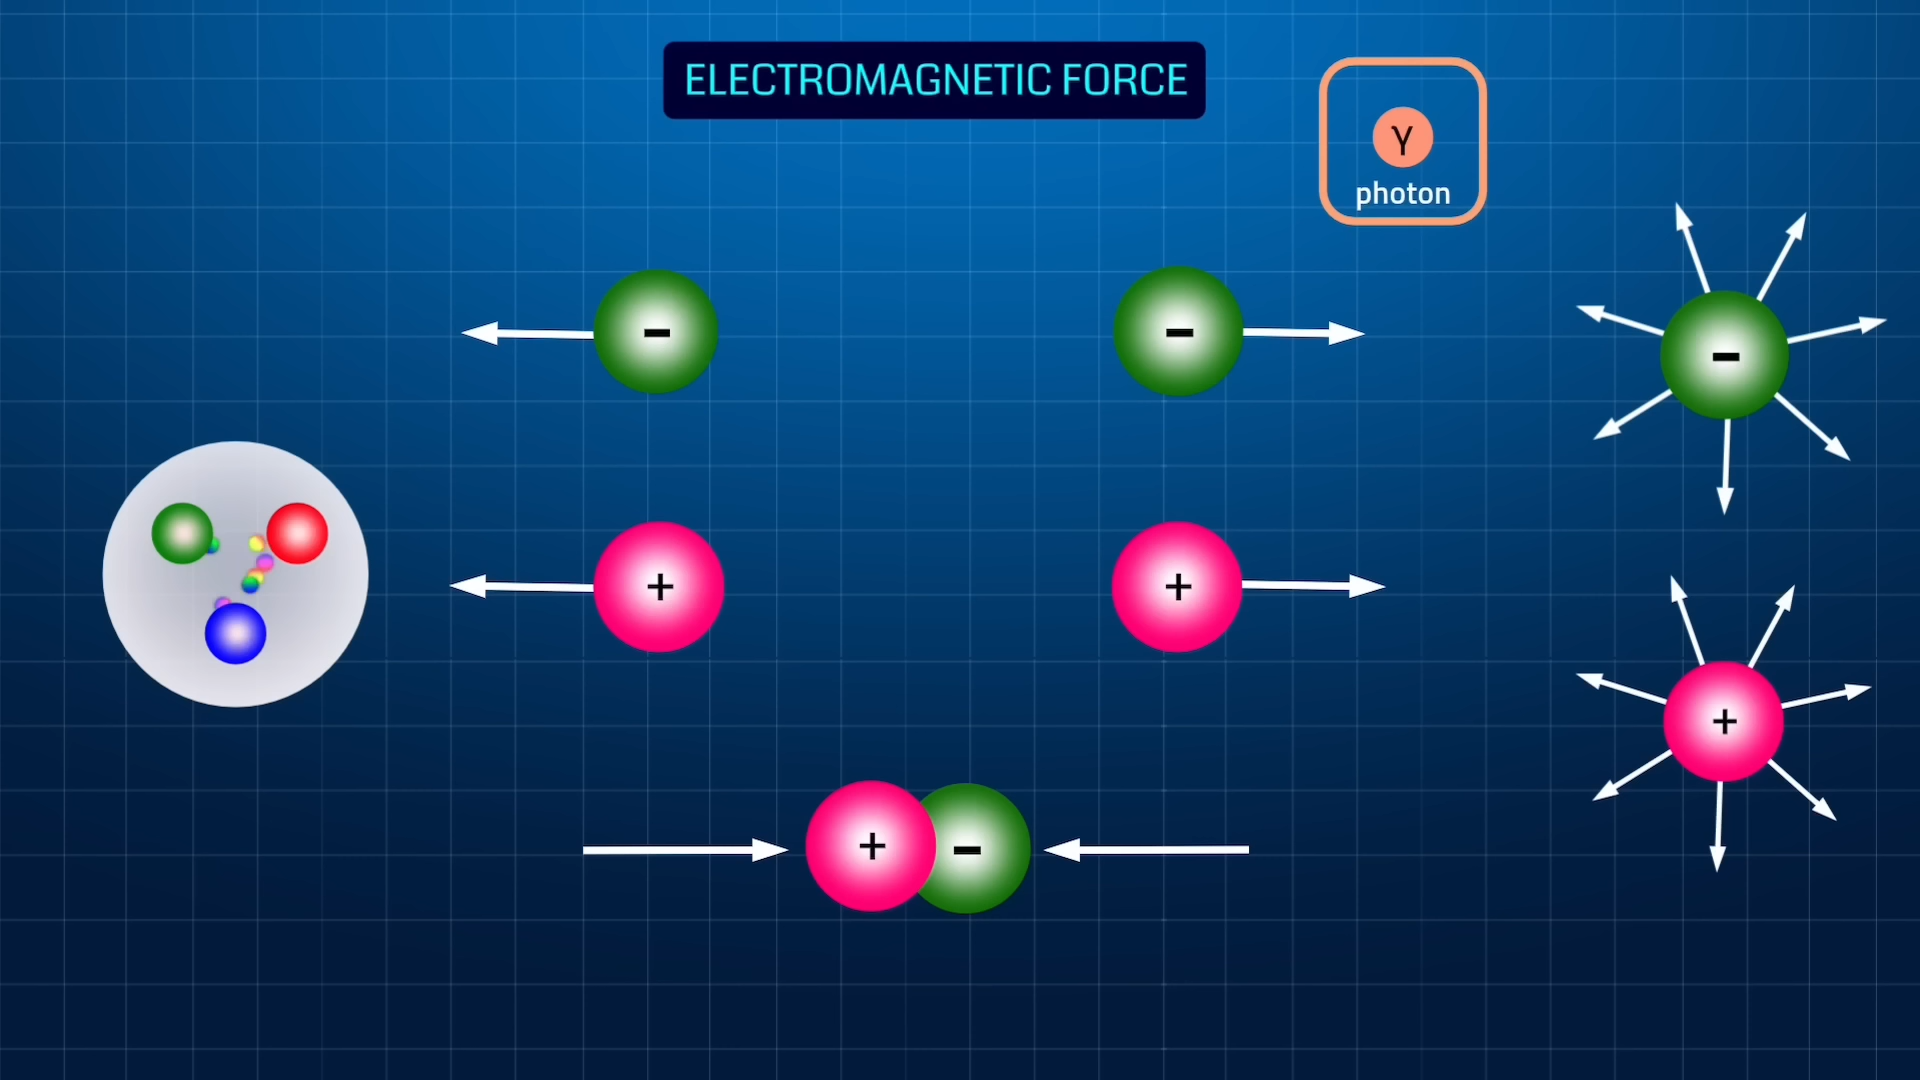 ELECTROMAGNETIC FORCE
γ
photon
- -
-
+ +
+
+ -